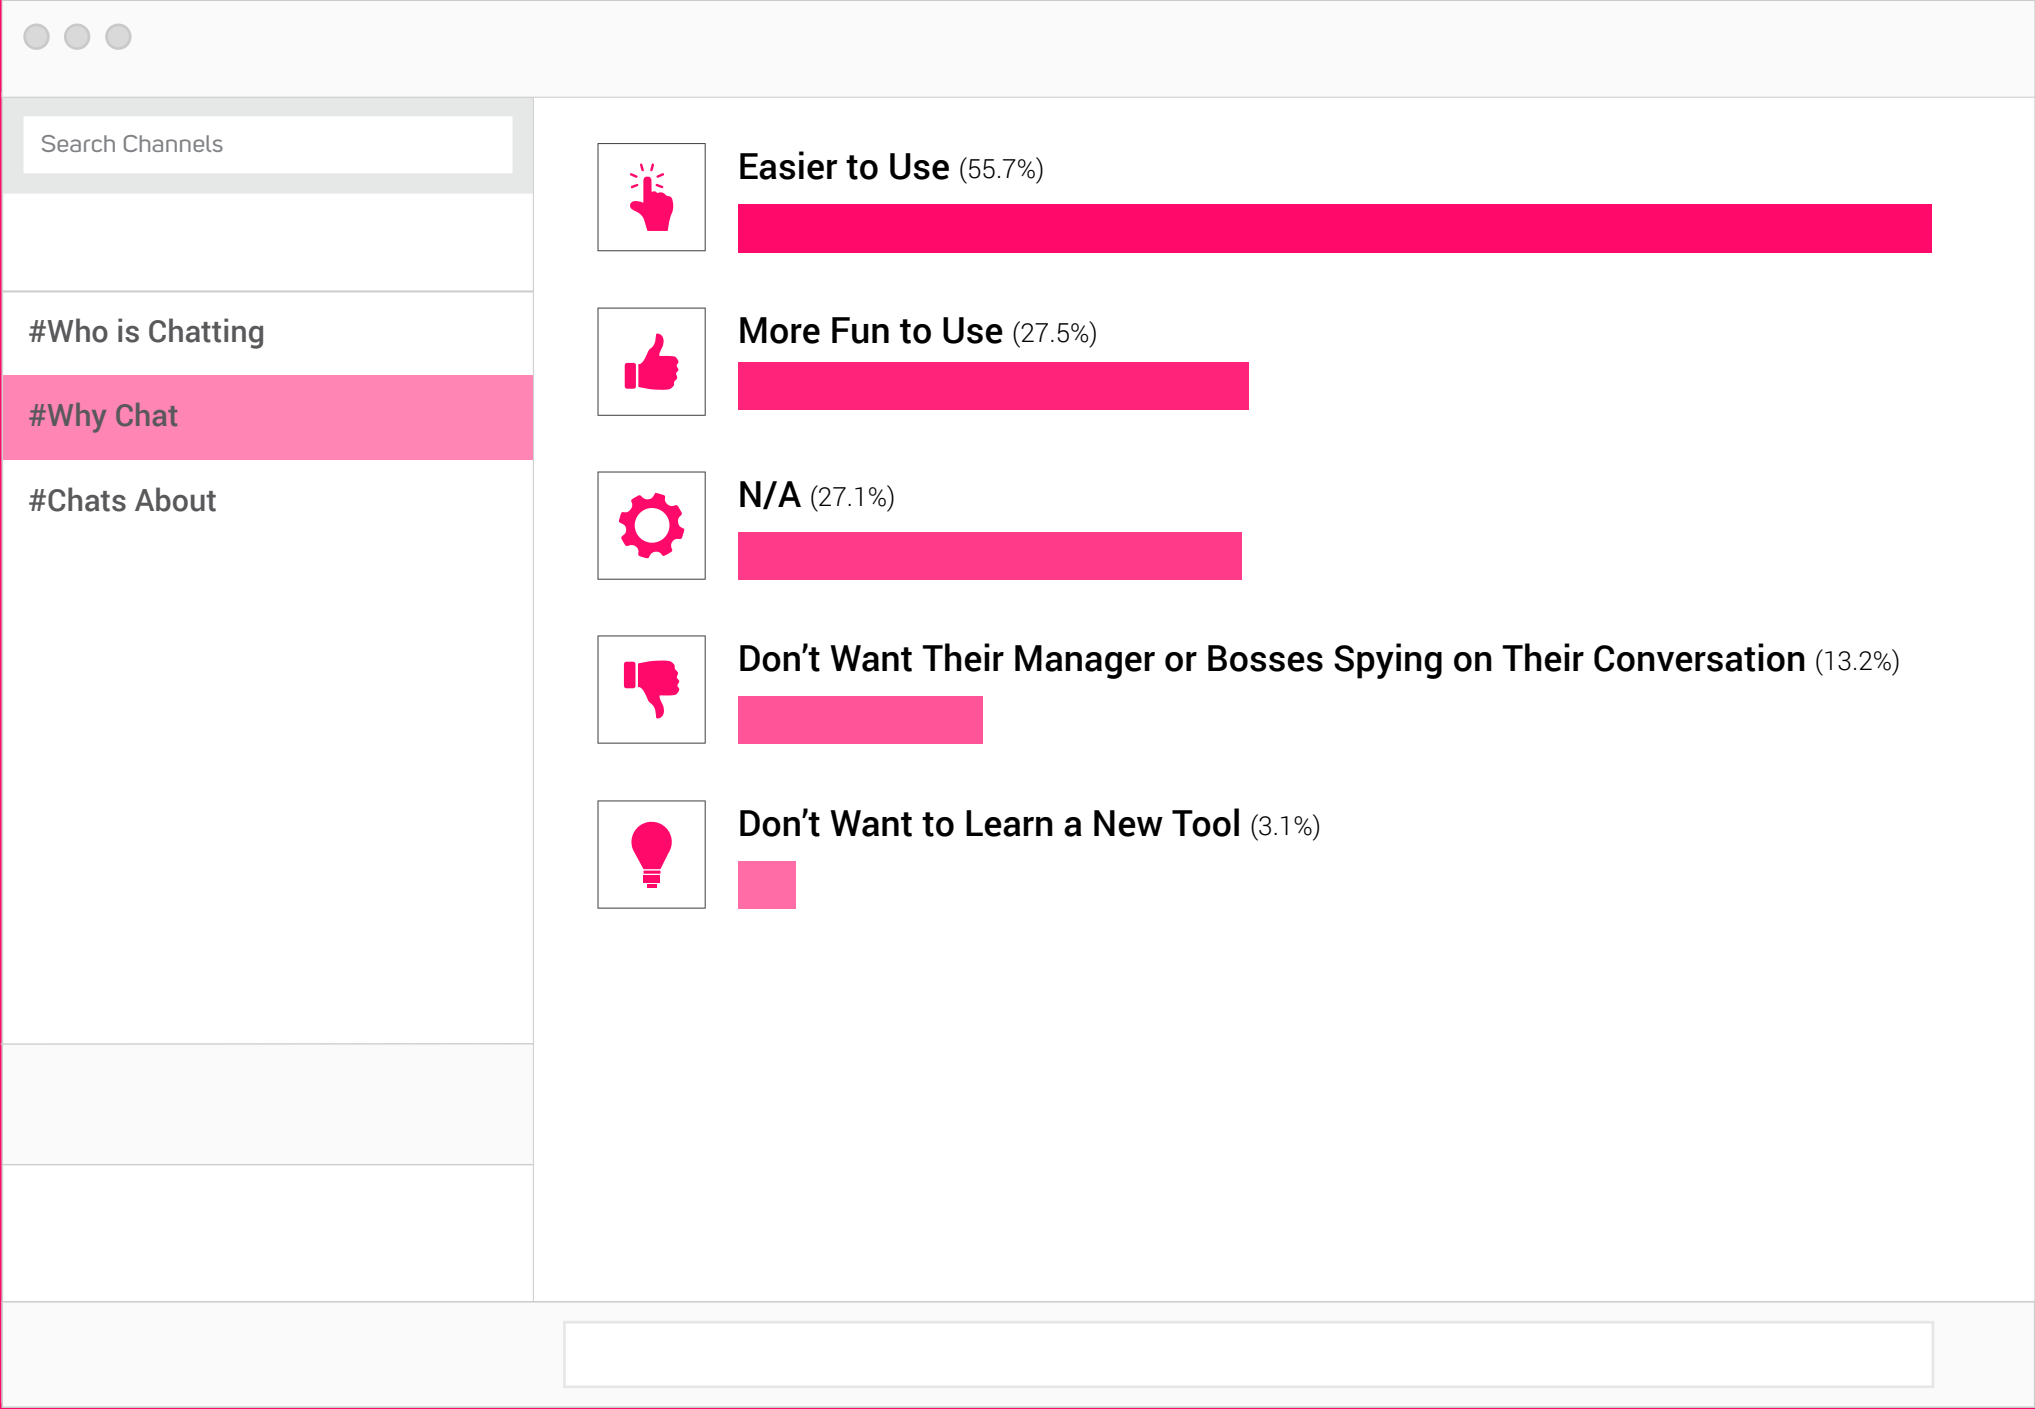 Search Channels
#Who is Chatting
#Why Chat
#Chats About
Easier to Use (55.7%)
More Fun to Use (27.5%)
N/A (27.1%)
Don’t Want Their Manager or Bosses Spying on Their Conversation (13.2%)
Don’t Want to Learn a New Tool (3.1%)